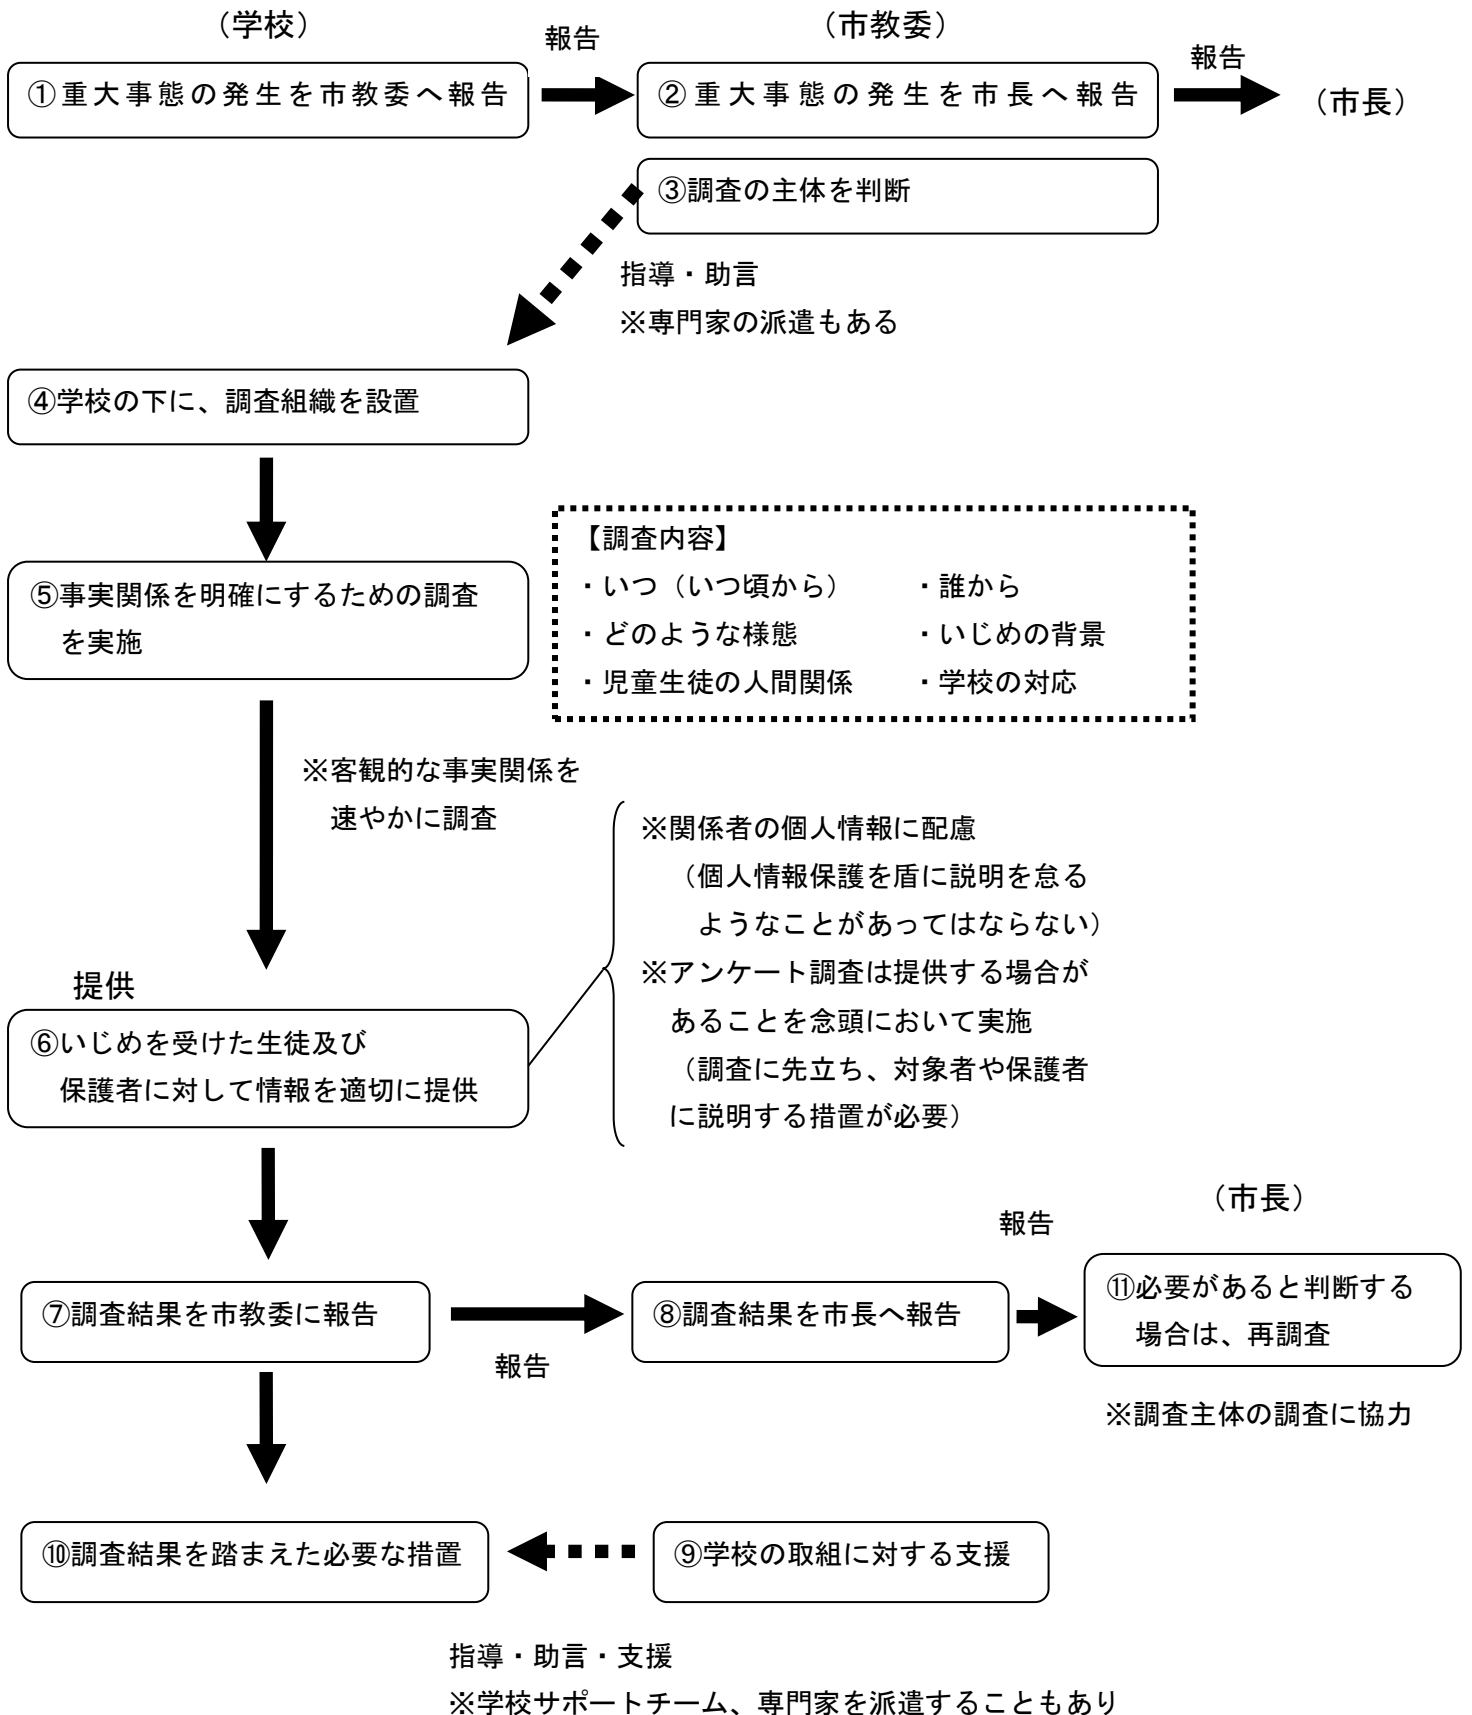 （学校）
（市教委）
報告
報告
①重大事態の発生を市教委へ報告
②重大事態の発生を市長へ報告
（市長）
③調査の主体を判断
指導・助言
※専門家の派遣もある
④学校の下に、調査組織を設置
【調査内容】
・いつ（いつ頃から）　・誰から
・どのような様態　・いじめの背景
・児童生徒の人間関係　・学校の対応
⑤事実関係を明確にするための調査
を実施
※客観的な事実関係を
速やかに調査
※関係者の個人情報に配慮
（個人情報保護を盾に説明を怠る
ようなことがあってはならない）
※アンケート調査は提供する場合が
あることを念頭において実施
（調査に先立ち、対象者や保護者
に説明する措置が必要）
提供
⑥いじめを受けた生徒及び
保護者に対して情報を適切に提供
（市長）
報告
⑦調査結果を市教委に報告
報告
⑧調査結果を市長へ報告
⑪必要があると判断する
場合は、再調査
※調査主体の調査に協力
⑩調査結果を踏まえた必要な措置
⑨学校の取組に対する支援
指導・助言・支援
※学校サポートチーム、専門家を派遣することもあり